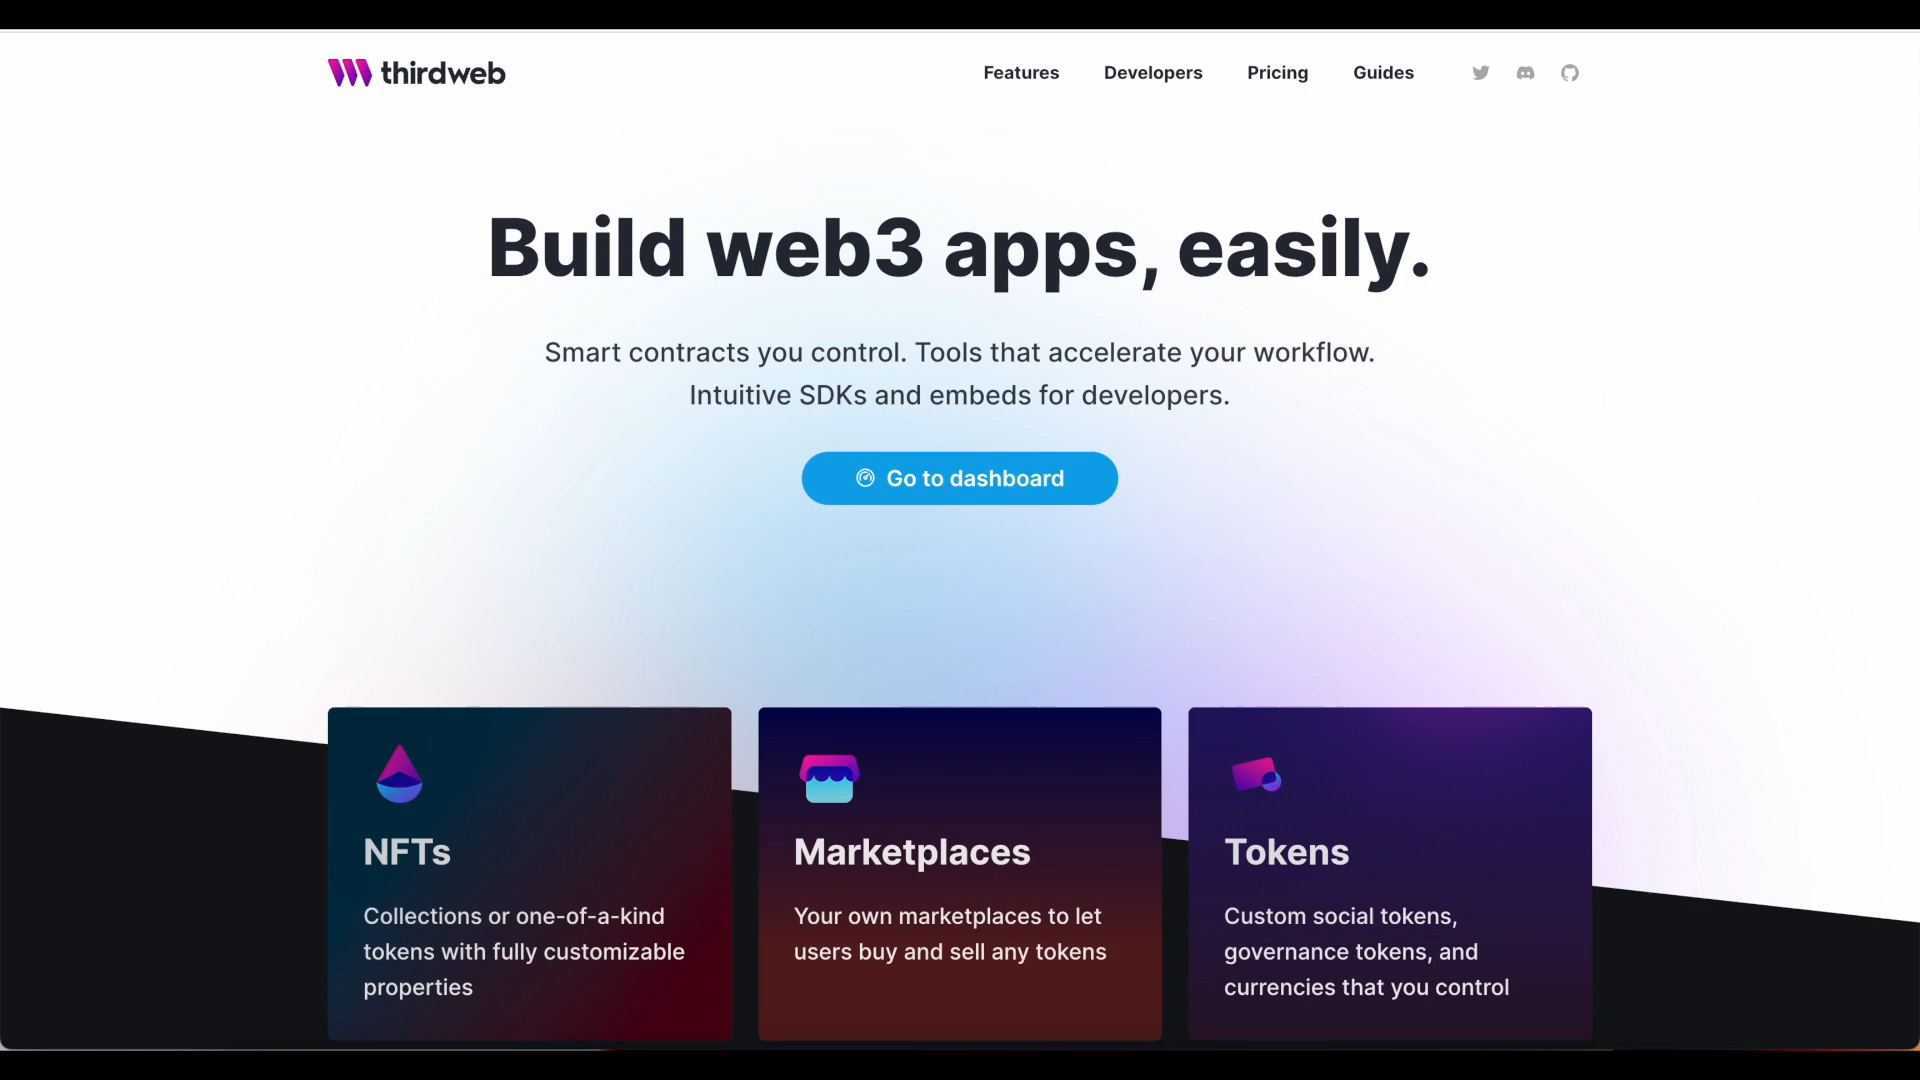 thirdweb
Features
Developers
Pricing
Guides
Build web3 apps, easily.
Smart contracts you control. Tools that accelerate your workflow.
Intuitive SDKs and embeds for developers.
Go to dashboard
NFTs
Collections or one-of-a-kind
tokens with fully customizable
properties
Marketplaces
Your own marketplaces to let
users buy and sell any tokens
Tokens
Custom social tokens,
governance tokens, and
currencies that you control